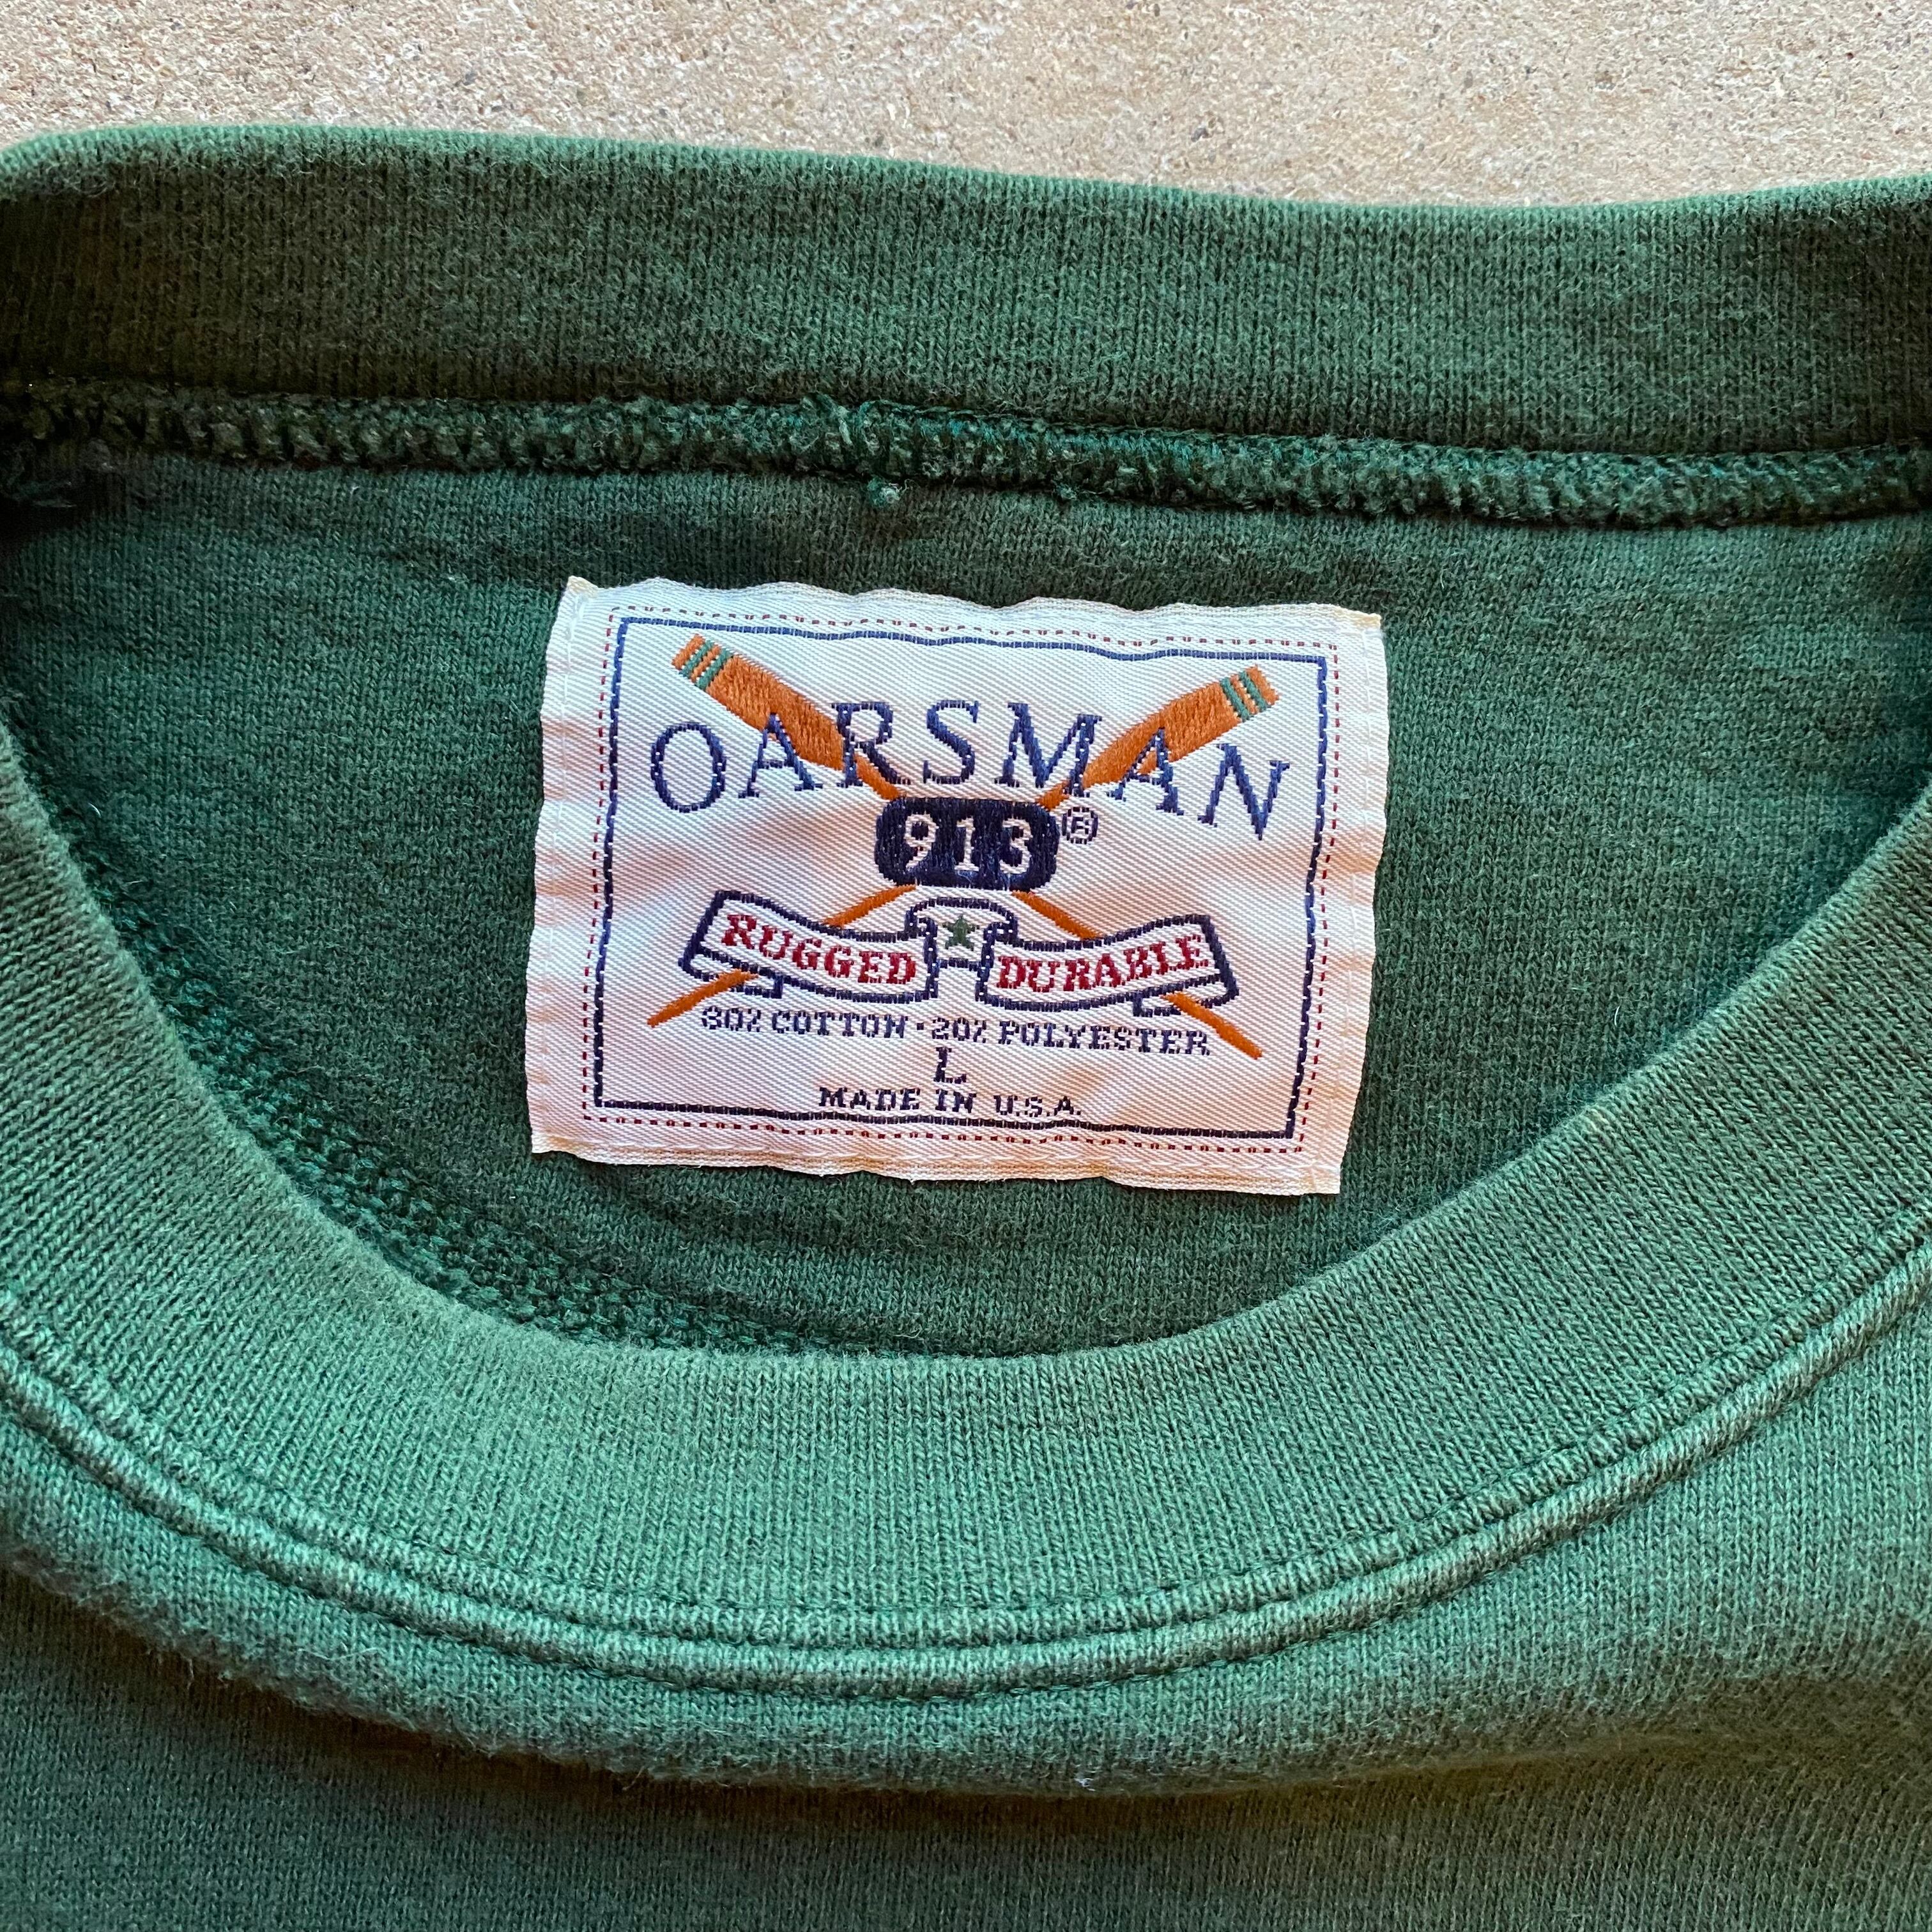 OARSMAN
913®
RUGGED DURABLE
80% COTTON · 20% POLYESTER
L
MADE IN U.S.A.